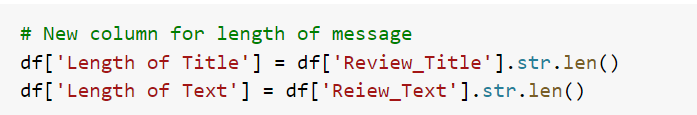 # New column for length of message
df['Length of Title'] = df['Review_Title'].str.len()
df['Length of Text'] = df['Reiew_Text'].str.len()